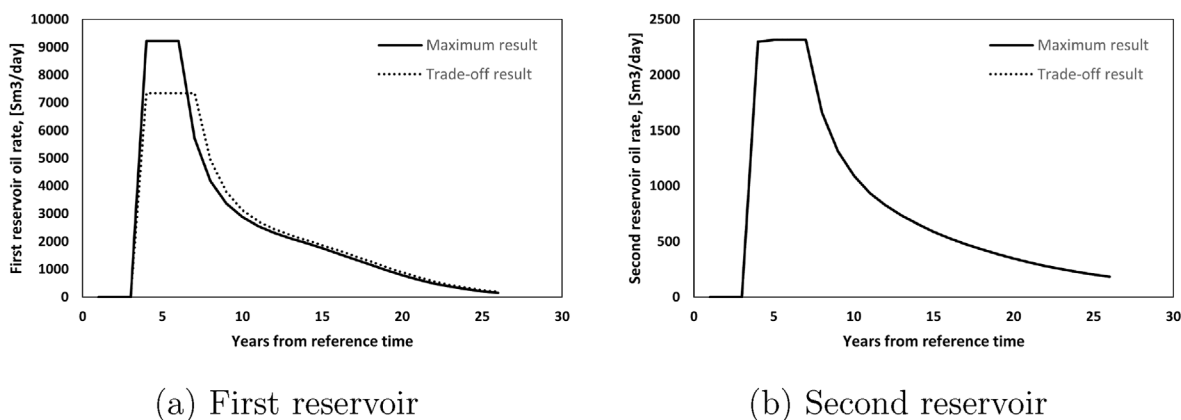 First reservoir oil rate, [Sm3/day]
10000
9000
8000
7000
6000
5000
4000
3000
2000
1000
0
Maximum result
Trade-off result
0 5 10 15 20 25 30
Years from reference time
(a) First reservoir
Second reservoir oil rate, [Sm3/day]
2500
2000
1500
1000
500
0
Maximum result
Trade-off result
0 5 10 15 20 25 30
Years from reference time
(b) Second reservoir